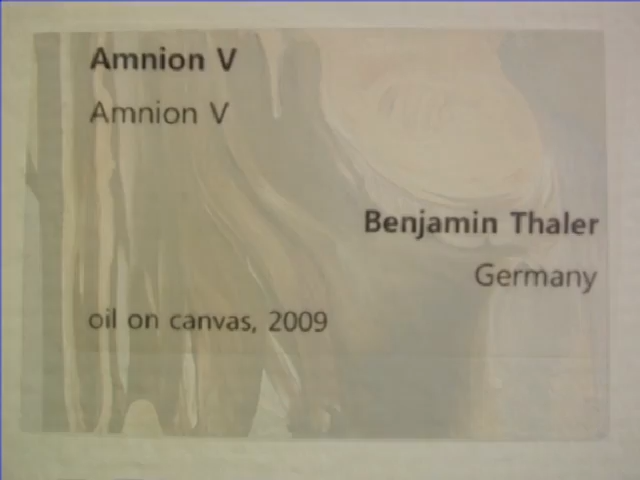 Amnion V
Amnion V
Benjamin Thaler
Germany
oil on canvas, 2009